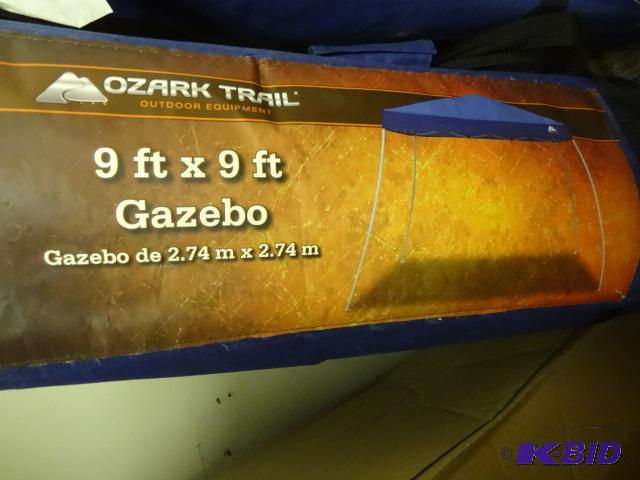 OZARK TRAIL
OUTDOOR EQUIPMENT
9 ft x 9 ft
Gazebo
Gazebo de 2.74 m x 2.74 m
© K-BID